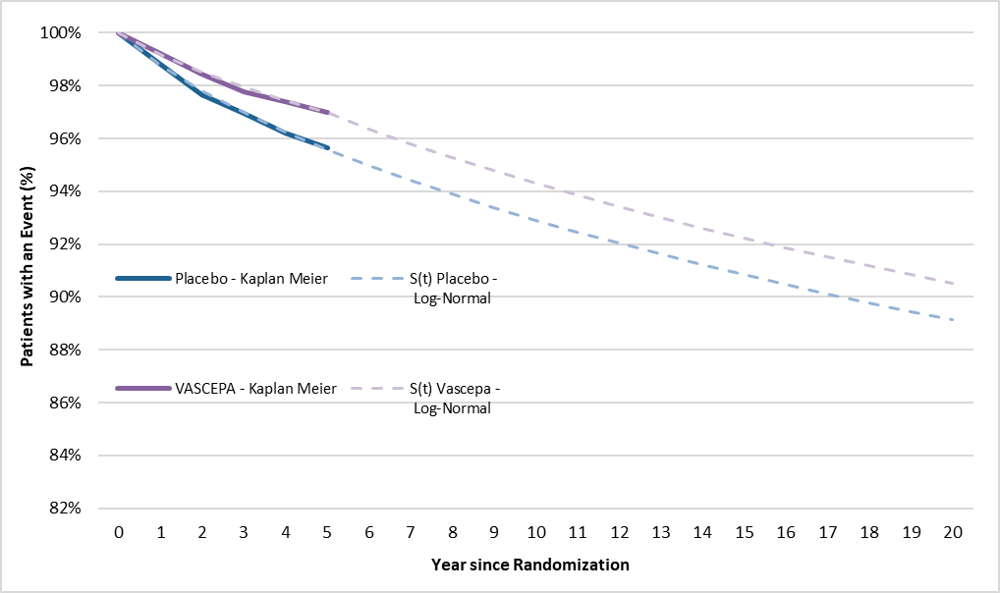 100%
98%
96%
94%
92%
90%
88%
86%
84%
82%
Patients with an Event (%)
Placebo - Kaplan Meier
S(t) Placebo -
Log-Normal
VASCEPA - Kaplan Meier
S(t) Vascepa -
Log-Normal
0 1 2 3 4 5 6 7 8 9 10 11 12 13 14 15 16 17 18 19 20
Year since Randomization